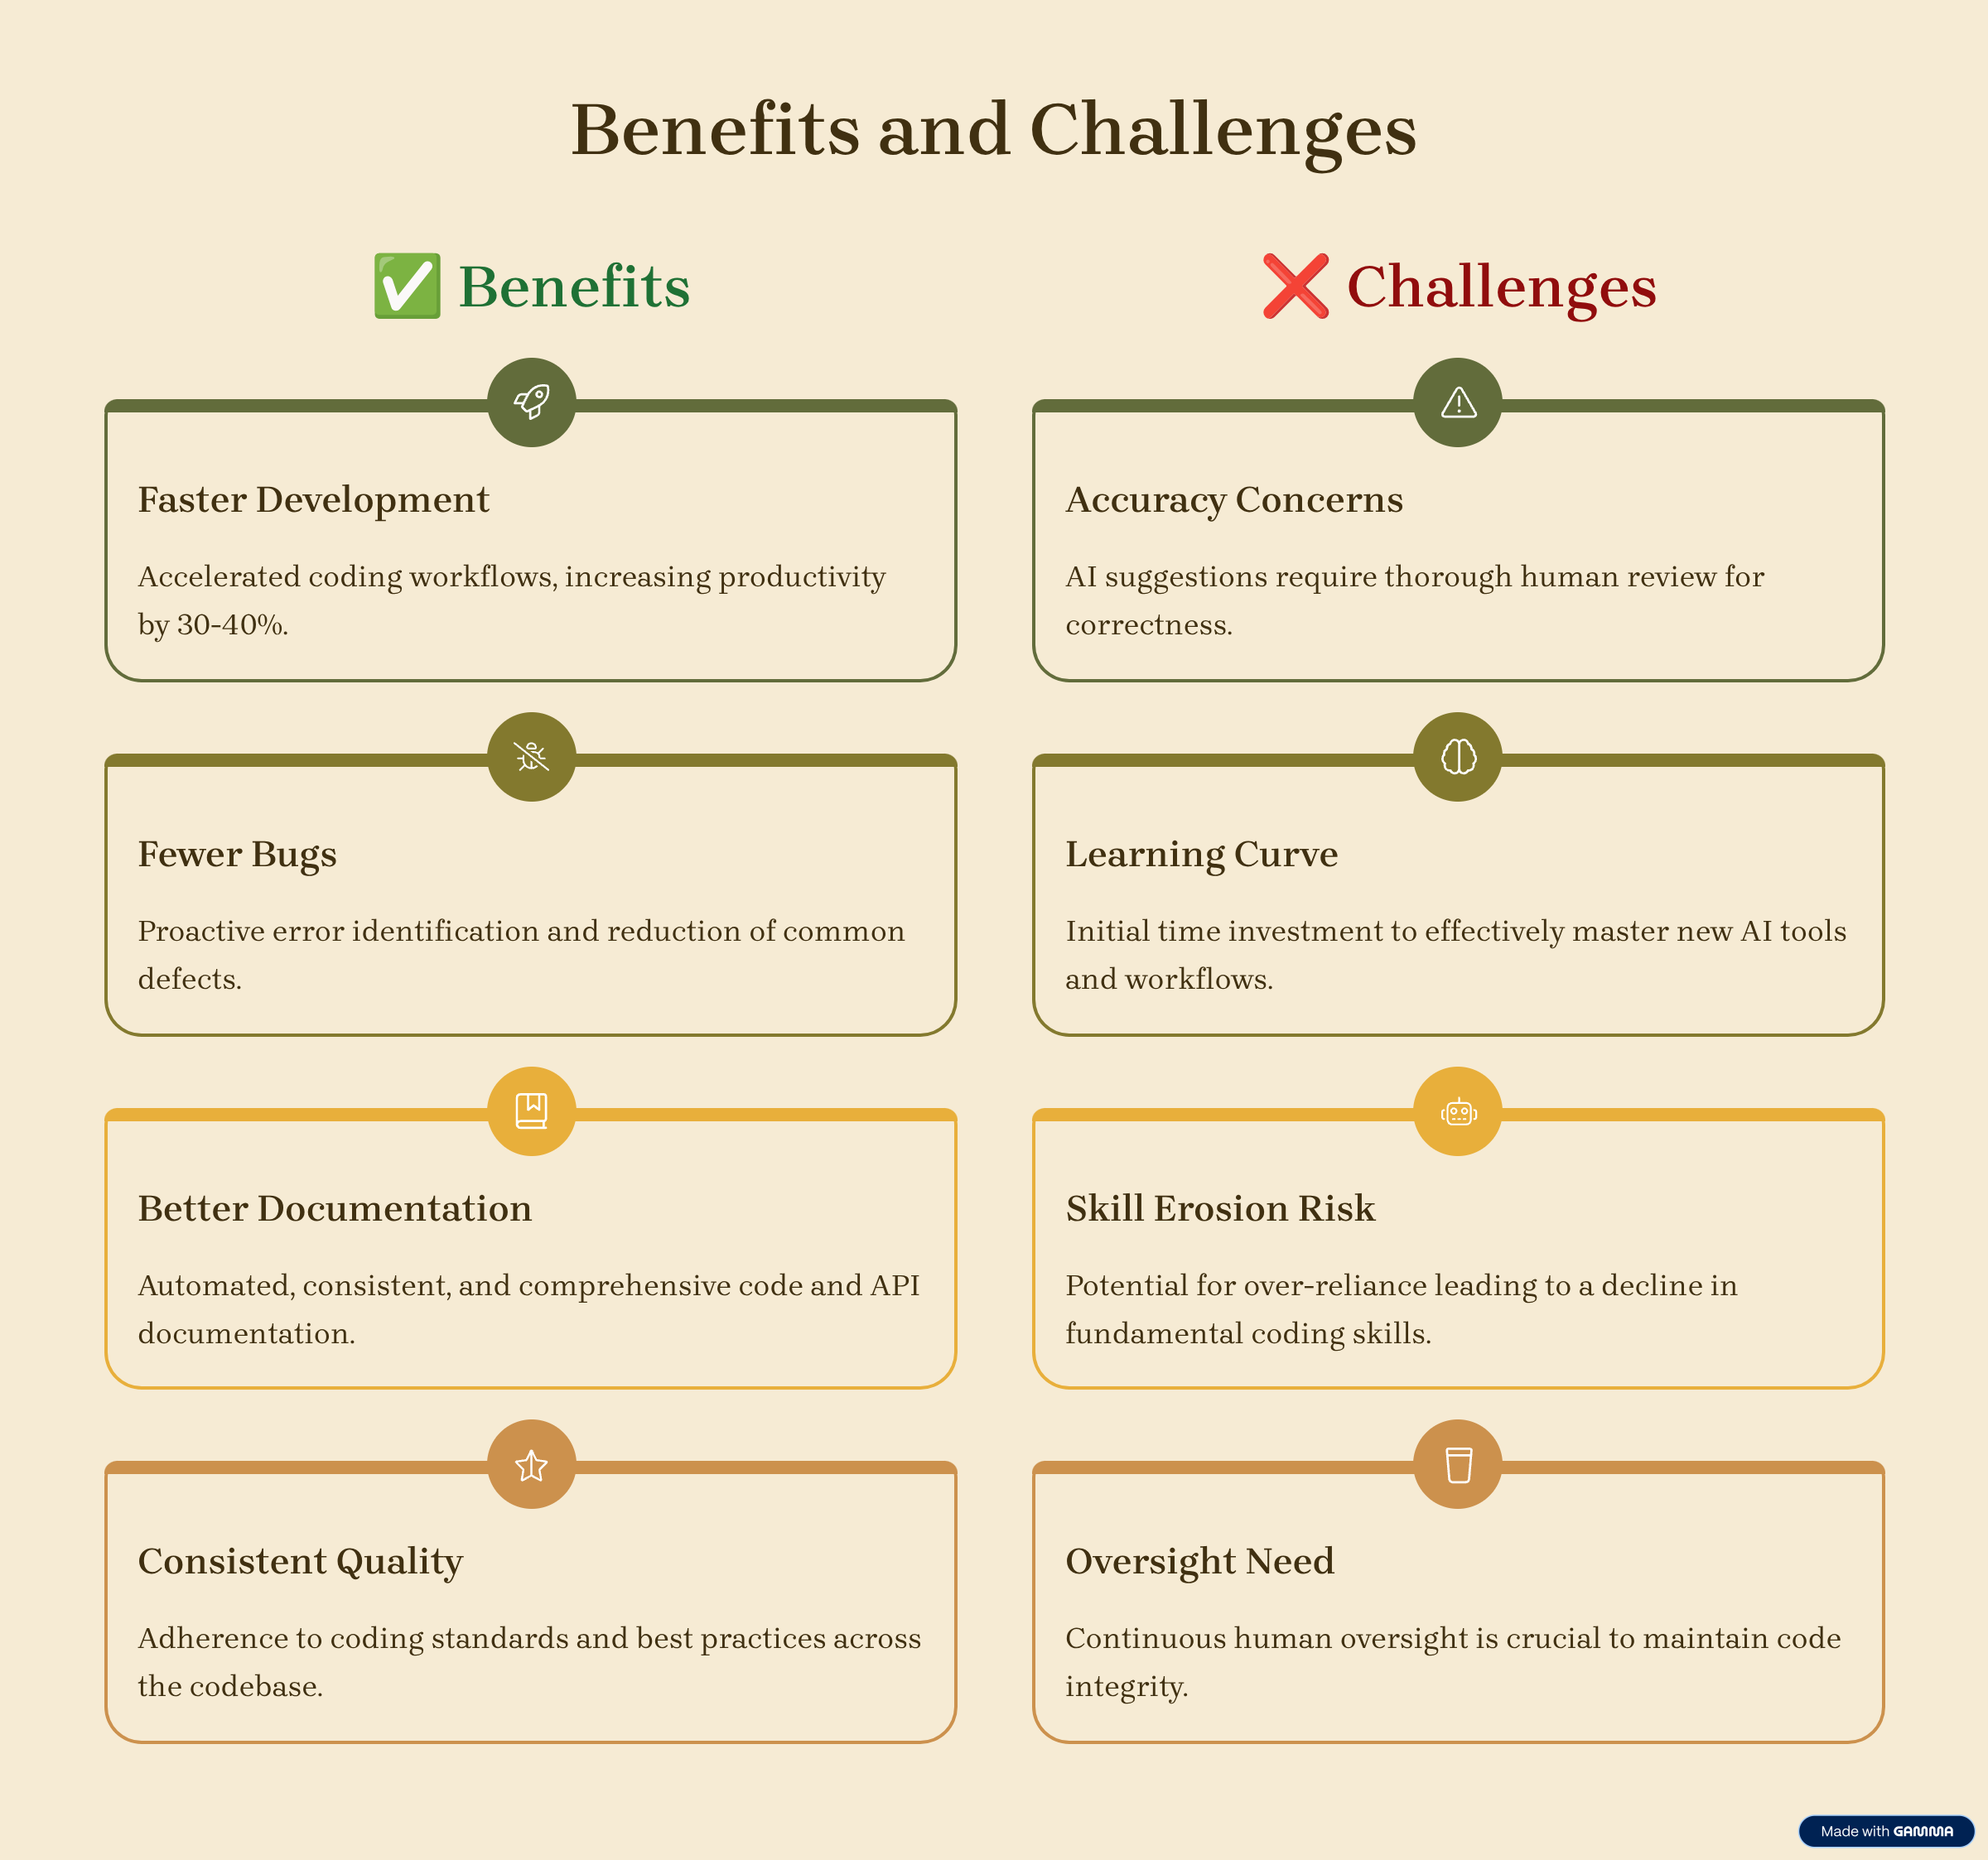 Benefits and Challenges
✅ Benefits
Faster Development
Accelerated coding workflows, increasing productivity
by 30-40%.
Fewer Bugs
Proactive error identification and reduction of common
defects.
Better Documentation
Automated, consistent, and comprehensive code and API
documentation.
Consistent Quality
Adherence to coding standards and best practices across
the codebase.
❌ Challenges
Accuracy Concerns
AI suggestions require thorough human review for
correctness.
Learning Curve
Initial time investment to effectively master new AI tools
and workflows.
Skill Erosion Risk
Potential for over-reliance leading to a decline in
fundamental coding skills.
Oversight Need
Continuous human oversight is crucial to maintain code
integrity.
Made with GAMMA